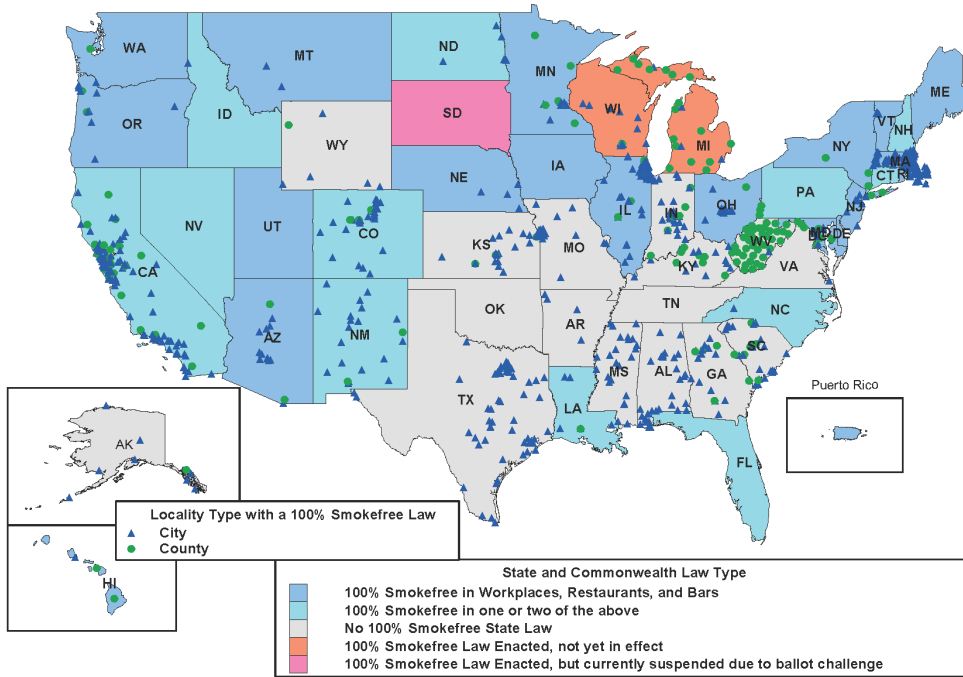 WA
MT
ND
MN
ME
OR
ID
WY
SD
WI
MI
VT
NH
NY
MA
CT
RI
NV
UT
CO
NE
IA
IL
IN
OH
PA
NJ
CA
KS
MO
KY
WV
MD
DC
DE
VA
AZ
NM
OK
AR
TN
NC
SC
TX
LA
MS
AL
GA
FL
Puerto Rico
AK
HI
Locality Type with a 100% Smokefree Law
City
County
State and Commonwealth Law Type
100% Smokefree in Workplaces, Restaurants, and Bars
100% Smokefree in one or two of the above
No 100% Smokefree State Law
100% Smokefree Law Enacted, not yet in effect
100% Smokefree Law Enacted, but currently suspended due to ballot challenge